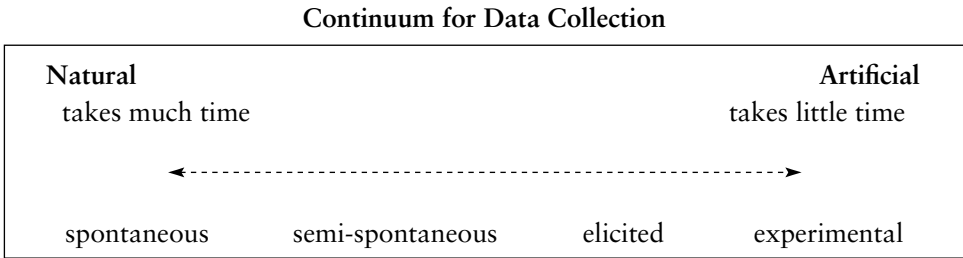 Continuum for Data Collection
Natural Artificial
takes much time takes little time
spontaneous semi-spontaneous elicited experimental